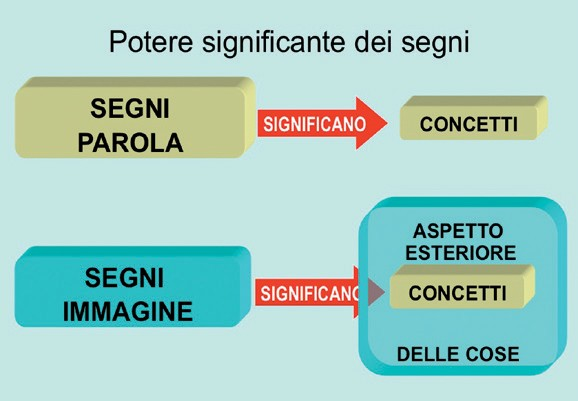 Potere significante dei segni
SEGNI
PAROLA
SIGNIFICANO
CONCETTI
SEGNI
IMMAGINE
SIGNIFICANO
ASPETTO
ESTERIORE
CONCETTI
DELLE COSE